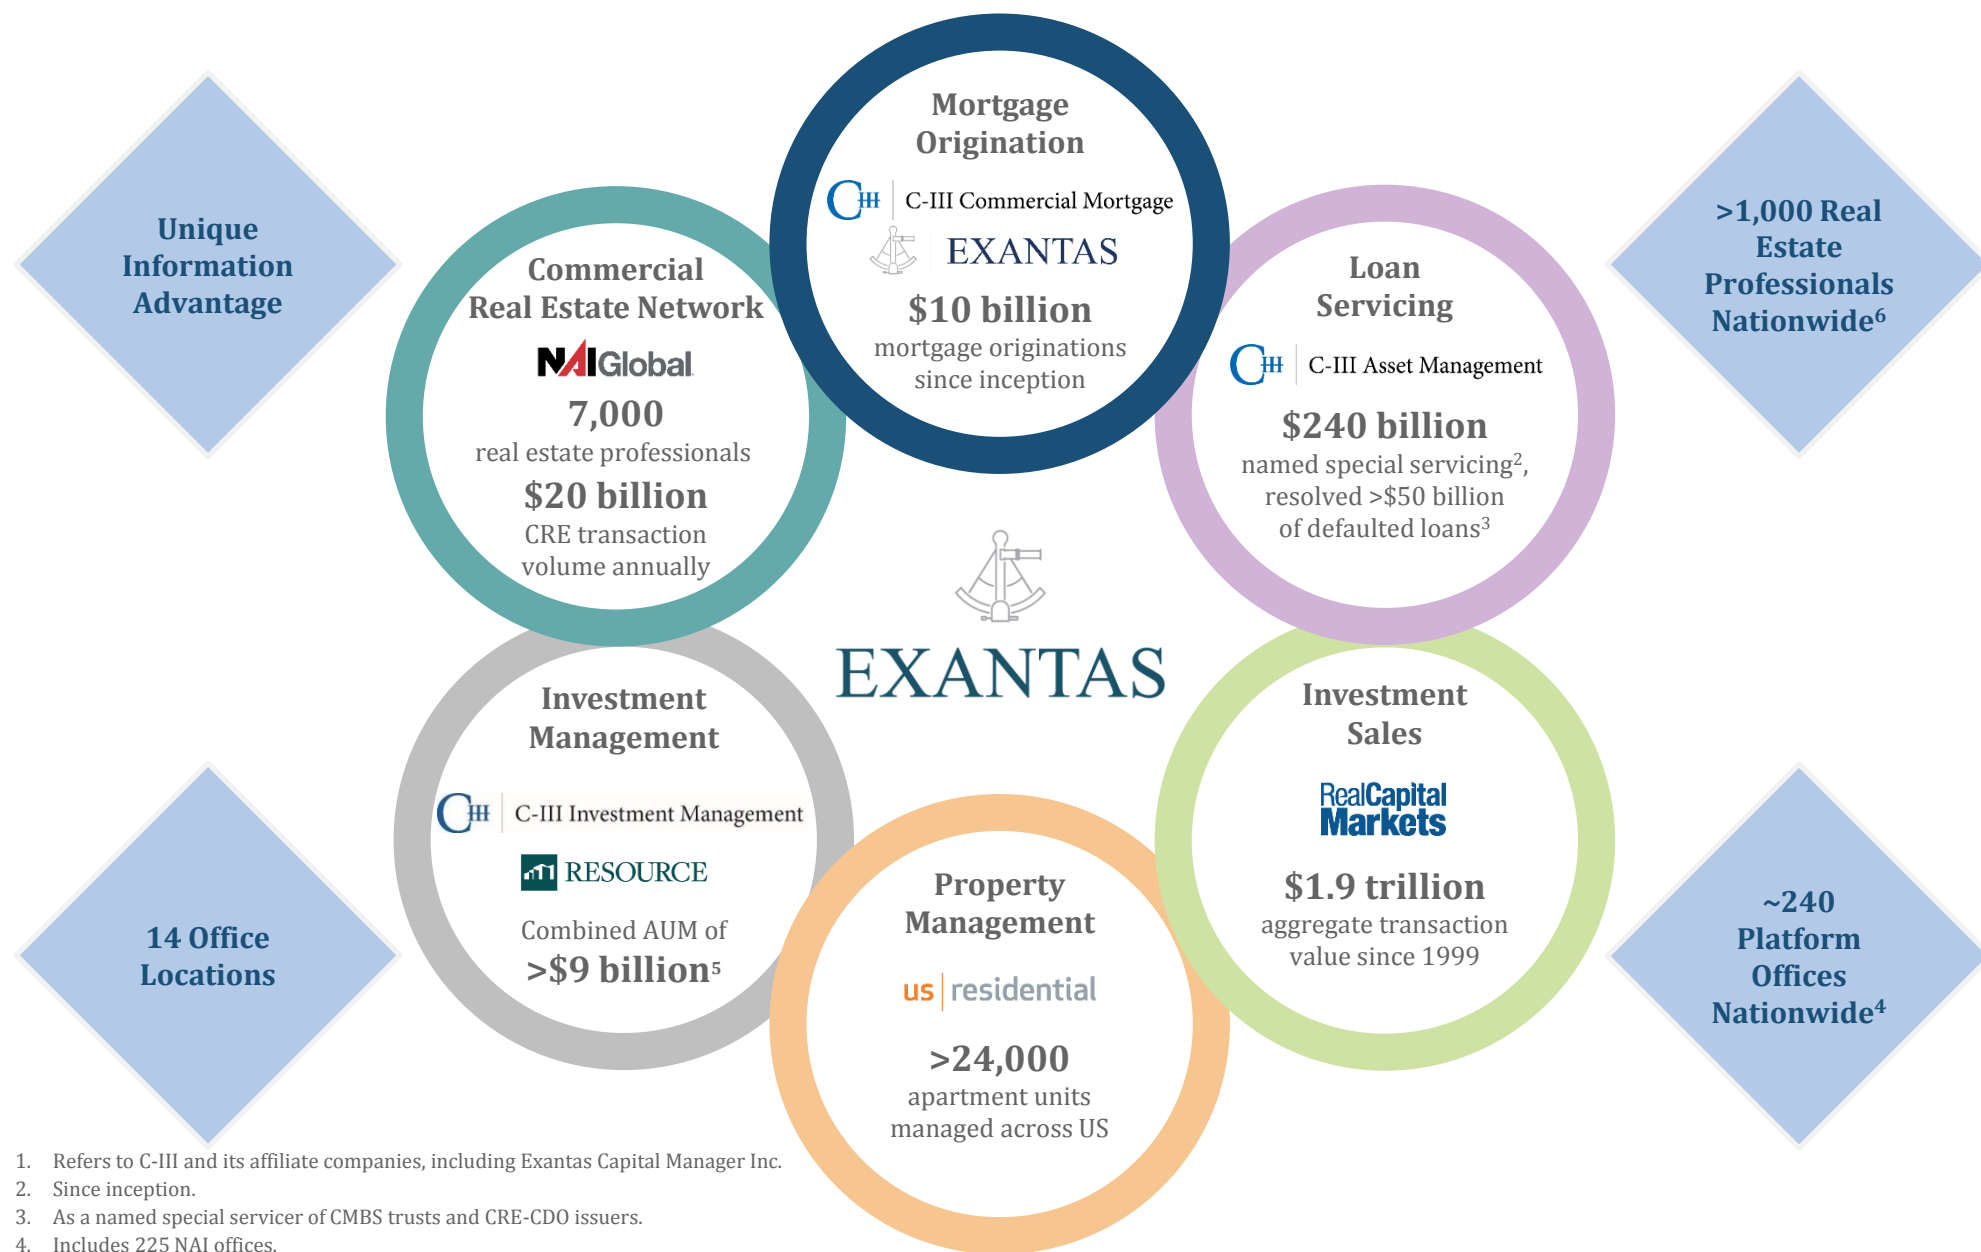 Unique
Information
Advantage
Mortgage
Origination
CIII C-III Commercial Mortgage
EXANTAS
$10 billion
mortgage originations
since inception
>1,000 Real
Estate
Professionals
Nationwide⁶
Commercial
Real Estate Network
NAIGlobal
7,000
real estate professionals
$20 billion
CRE transaction
volume annually
Loan
Servicing
CIII C-III Asset Management
$240 billion
named special servicing²,
resolved >$50 billion
of defaulted loans³
EXANTAS
Investment
Management
CIII C-III Investment Management
RESOURCE
Combined AUM of
>$9 billion⁵
Investment
Sales
RealCapital
Markets
$1.9 trillion
aggregate transaction
value since 1999
14 Office
Locations
Property
Management
us residential
>24,000
apartment units
managed across US
~240
Platform
Offices
Nationwide⁴
1. Refers to C-III and its affiliate companies, including Exantas Capital Manager Inc.
2. Since inception.
3. As a named special servicer of CMBS trusts and CRE-CDO issuers.
4. Includes 225 NAI offices.